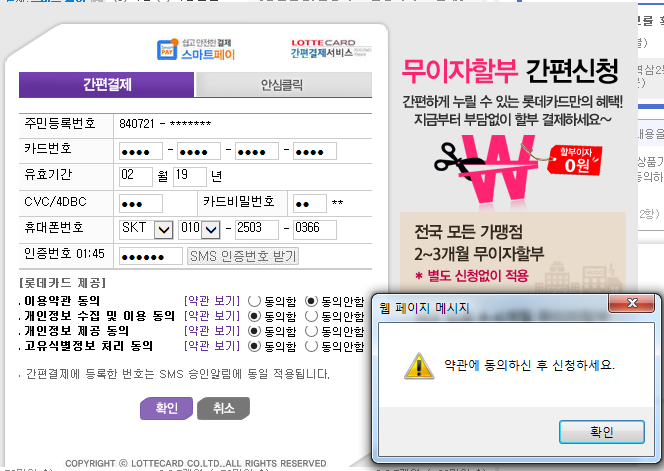 쉽고 안전한 결제
스마트페이
LOTTECARD
간편결제서비스
간편결제
안심클릭
주민등록번호 840721 - *******
카드번호 ●●●● - ●●●● - ●●●● - ●●●●
유효기간 02 월 19 년
CVC/4DBC ●●● 카드비밀번호 ●● **
휴대폰번호 SKT 010 - 2503 - 0366
인증번호 01:45 ●●●●●● SMS 인증번호 받기
[롯데카드 제공]
. 이용약관 동의 [약관 보기] 동의함 동의안함
. 개인정보 수집 및 이용 동의 [약관 보기] 동의함 동의안함
. 개인정보 제공 동의 [약관 보기] 동의함 동의안함
. 고유식별정보 처리 동의 [약관 보기] 동의함 동의안함
· 간편결제에 등록한 번호는 SMS 승인알림에 동일 적용됩니다.
확인
취소
COPYRIGHT ⓒ LOTTECARD CO.LTD,.ALL RIGHTS RESERVED
무이자할부 간편신청
간편하게 누릴 수 있는 롯데카드만의 혜택!
지금부터 부담없이 할부 결제하세요~
할부이자
0원
전국 모든 가맹점
2~3개월 무이자할부
* 별도 신청없이 적용
웹 페이지 메시지
약관에 동의하신 후 신청하세요.
확인